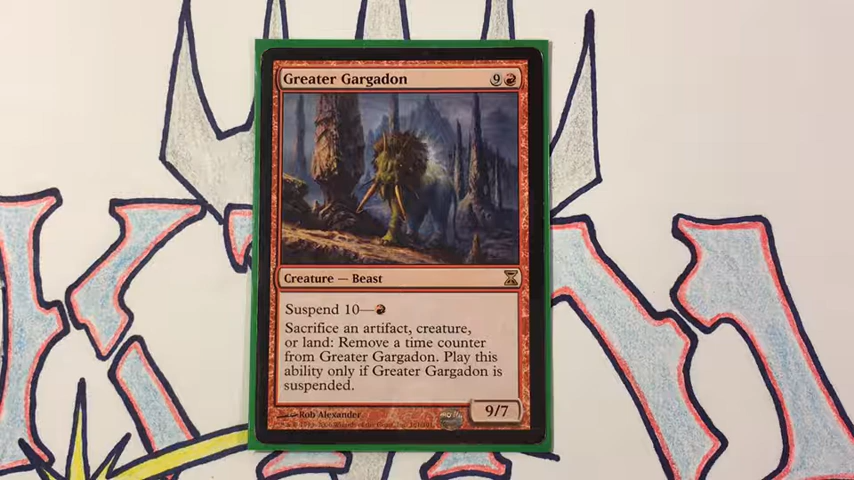 Greater Gargadon 9
Creature — Beast
Suspend 10—
Sacrifice an artifact, creature,
or land: Remove a time counter
from Greater Gargadon. Play this
ability only if Greater Gargadon is
suspended.
Rob Alexander
9/7